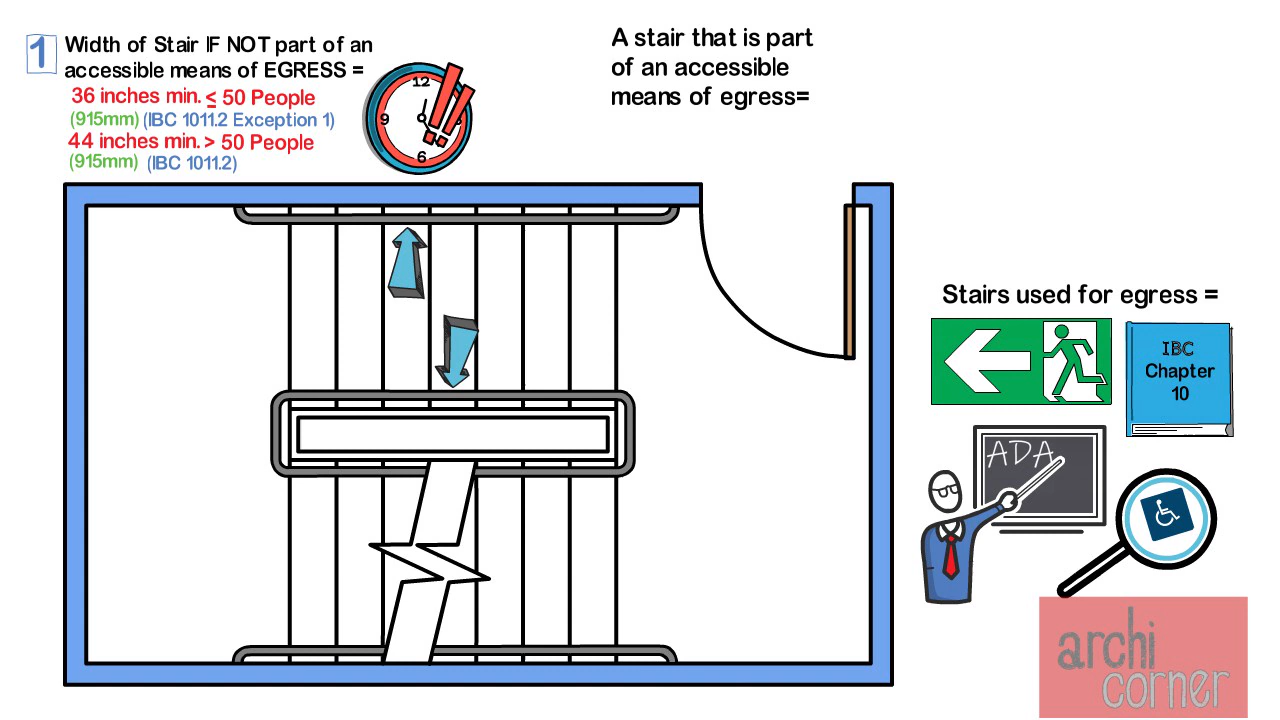 1
Width of Stair IF NOT part of an
accessible means of EGRESS =
36 inches min. ≤ 50 People
(915mm) (IBC 1011.2 Exception 1)
44 inches min. > 50 People
(915mm) (IBC 1011.2)
12
9
6
A stair that is part
of an accessible
means of egress=
Stairs used for egress =
IBC
Chapter
10
ADA
archi
corner